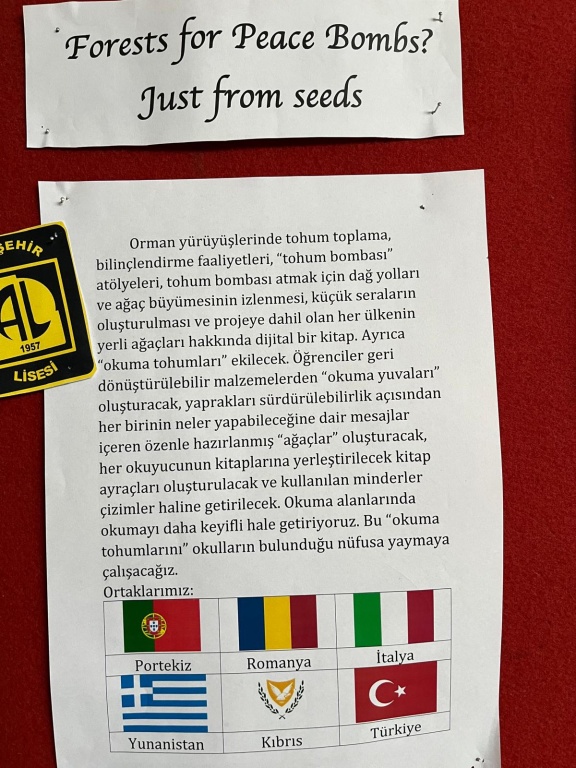 Forests for Peace Bombs?
Just from seeds
Orman yürüyüşlerinde tohum toplama,
bilinçlendirme faaliyetleri, “tohum bombası”
atölyeleri, tohum bombası atmak için dağ yolları
ve ağaç büyümesinin izlenmesi, küçük seraların
oluşturulması ve projeye dahil olan her ülkenin
yerli ağaçları hakkında dijital bir kitap. Ayrıca
“okuma tohumları” ekilecek. Öğrenciler geri
dönüştürülebilir malzemelerden “okuma yuvaları”
oluşturacak, yaprakları sürdürülebilirlik açısından
her birinin neler yapabileceğine dair mesajlar
içeren özenle hazırlanmış “ağaçlar” oluşturacak,
her okuyucunun kitaplarına yerleştirilecek kitap
ayraçları oluşturulacak ve kullanılan minderler
çizimler haline getirilecek. Okuma alanlarında
okumayı daha keyifli hale getiriyoruz. Bu “okuma
tohumlarını” okulların bulunduğu nüfusa yaymaya
çalışacağız.
Ortaklarımız:
Portekiz Romanya İtalya
Yunanistan Kıbrıs Türkiye
ŞEHİR
AL
1957
LİSESİ